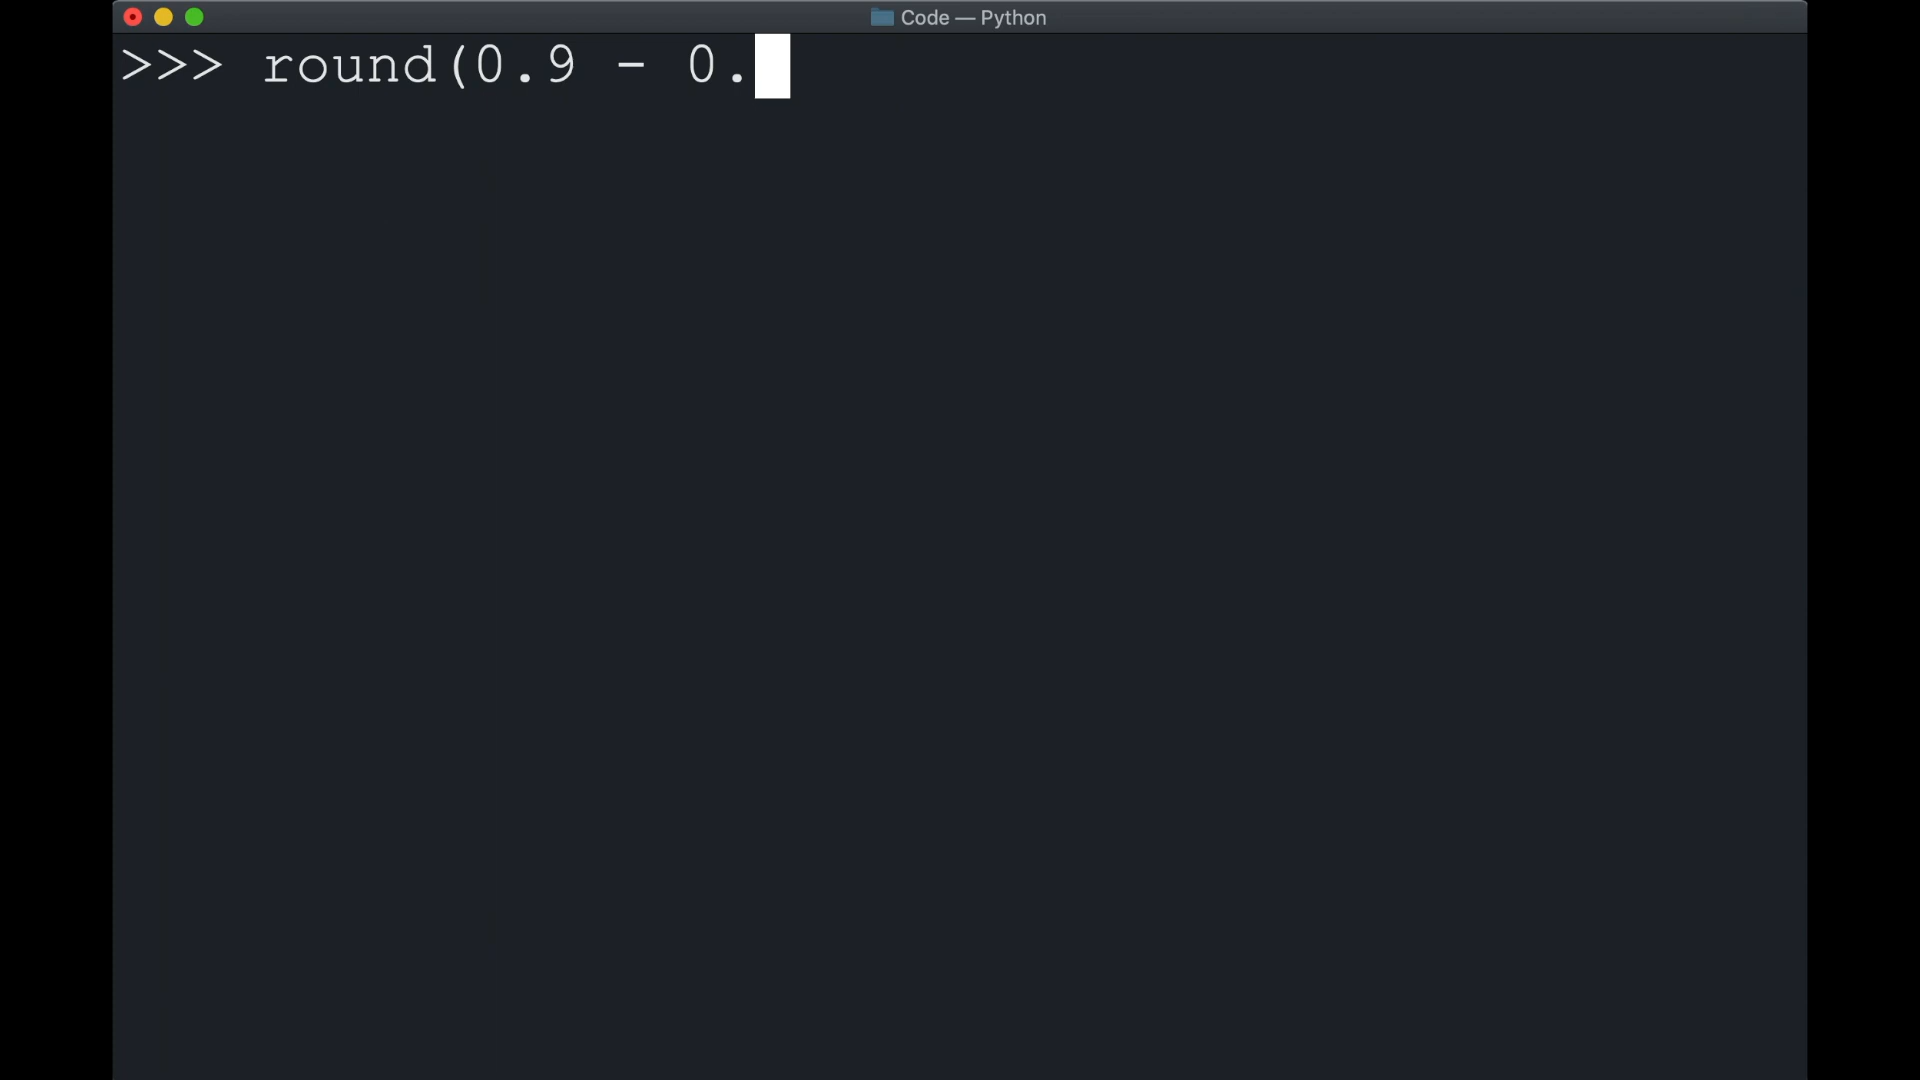 Code — Python
>>> round(0.9 - 0.